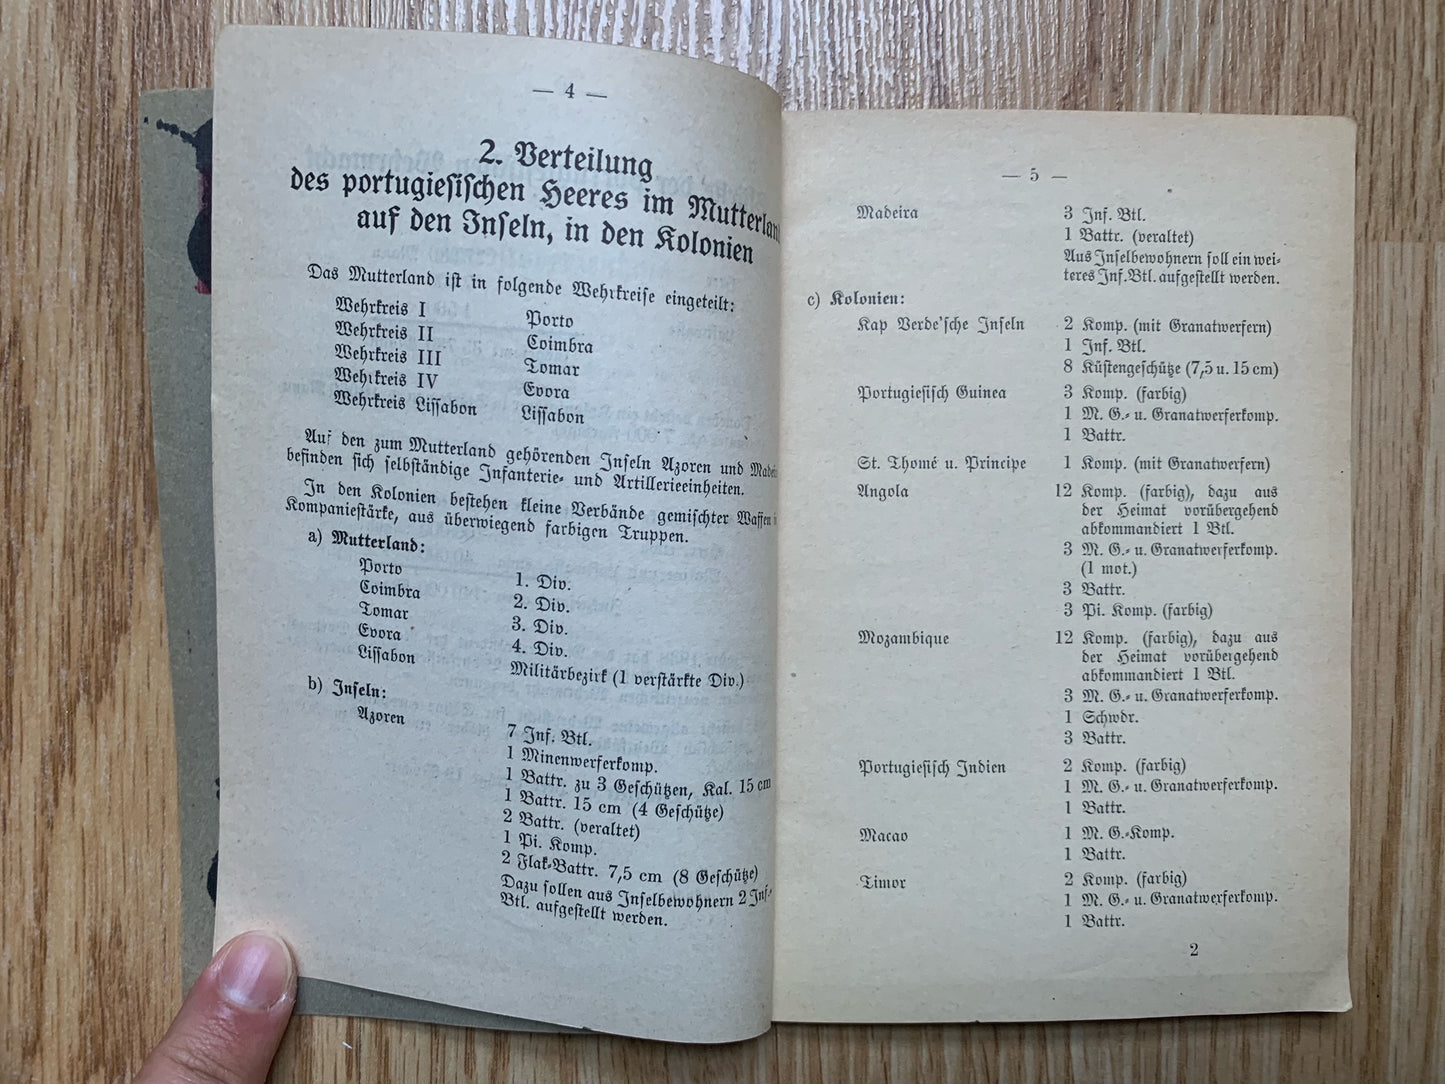 — 4 —
2. Verteilung
des portugiesischen Heeres im Mutterland
auf den Inseln, in den Kolonien
Das Mutterland ist in folgende Wehrkreise eingeteilt:
Wehrkreis I Porto
Wehrkreis II Coimbra
Wehrkreis III Tomar
Wehrkreis IV Evora
Wehrkreis Lissabon Lissabon
Auf den zum Mutterland gehörenden Inseln Azoren und Madeira
befinden sich selbständige Infanterie- und Artillerieeinheiten.
In den Kolonien bestehen kleine Verbände gemischter Waffen in
Kompaniestärke, aus überwiegend farbigen Truppen.
a) Mutterland:
Porto 1. Div.
Coimbra 2. Div.
Tomar 3. Div.
Evora 4. Div.
Lissabon Militärbezirk (1 verstärkte Div.)
b) Inseln:
Azoren 7 Inf. Btl.
1 Minenwerferkomp.
1 Battr. zu 3 Geschützen, Kal. 15 cm
1 Battr. 15 cm (4 Geschütze)
2 Battr. (veraltet)
1 Pi. Komp.
2 Flak-Battr. 7,5 cm (8 Geschütze)
Dazu sollen aus Inselbewohnern 2 Inf.-
Btl. aufgestellt werden.
— 5 —
Madeira 3 Inf. Btl.
1 Battr. (veraltet)
Aus Inselbewohnern soll ein wei-
teres Inf. Btl. aufgestellt werden.
c) Kolonien:
Kap Verde'sche Inseln 2 Komp. (mit Granatwerfern)
1 Inf. Btl.
8 Küstengeschütze (7,5 u. 15 cm)
Portugiesisch Guinea 3 Komp. (farbig)
1 M. G.- u. Granatwerferkomp.
1 Battr.
St. Thomé u. Principe 1 Komp. (mit Granatwerfern)
Angola 12 Komp. (farbig), dazu aus
der Heimat vorübergehend
abkommandiert 1 Btl.
3 M. G.- u. Granatwerferkomp.
(1 mot.)
3 Battr.
3 Pi. Komp. (farbig)
Mozambique 12 Komp. (farbig), dazu aus
der Heimat vorübergehend
abkommandiert 1 Btl.
3 M. G.- u. Granatwerferkomp.
1 Schwdr.
3 Battr.
Portugiesisch Indien 2 Komp. (farbig)
1 M. G.- u. Granatwerferkomp.
1 Battr.
Macao 1 M. G.-Komp.
1 Battr.
Timor 2 Komp. (farbig)
1 M. G.- u. Granatwerferkomp.
1 Battr.
2